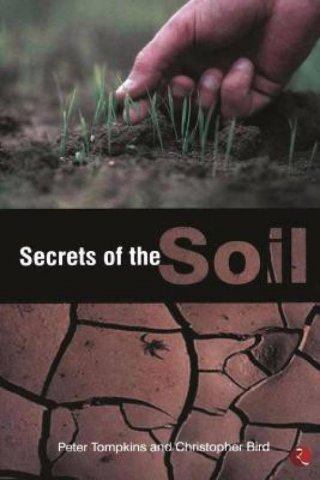 Secrets of the Soil
Peter Tompkins and Christopher Bird